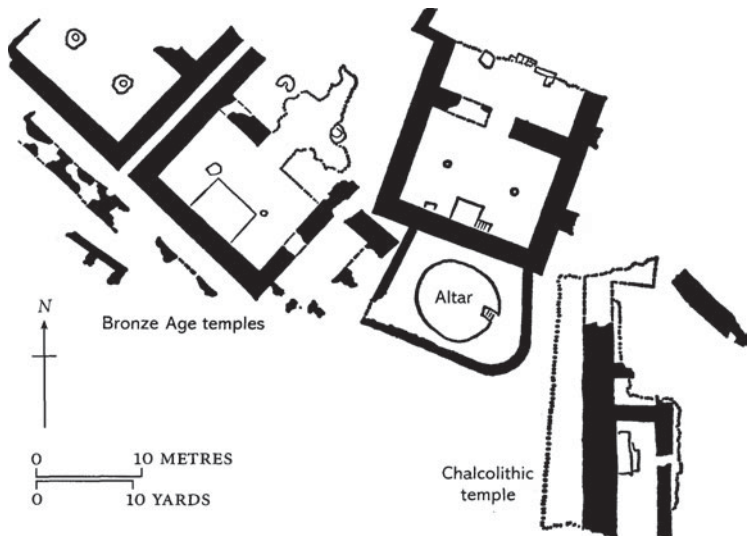 Altar
Bronze Age temples
N
0 10 METRES
0 10 YARDS
Chalcolithic
temple